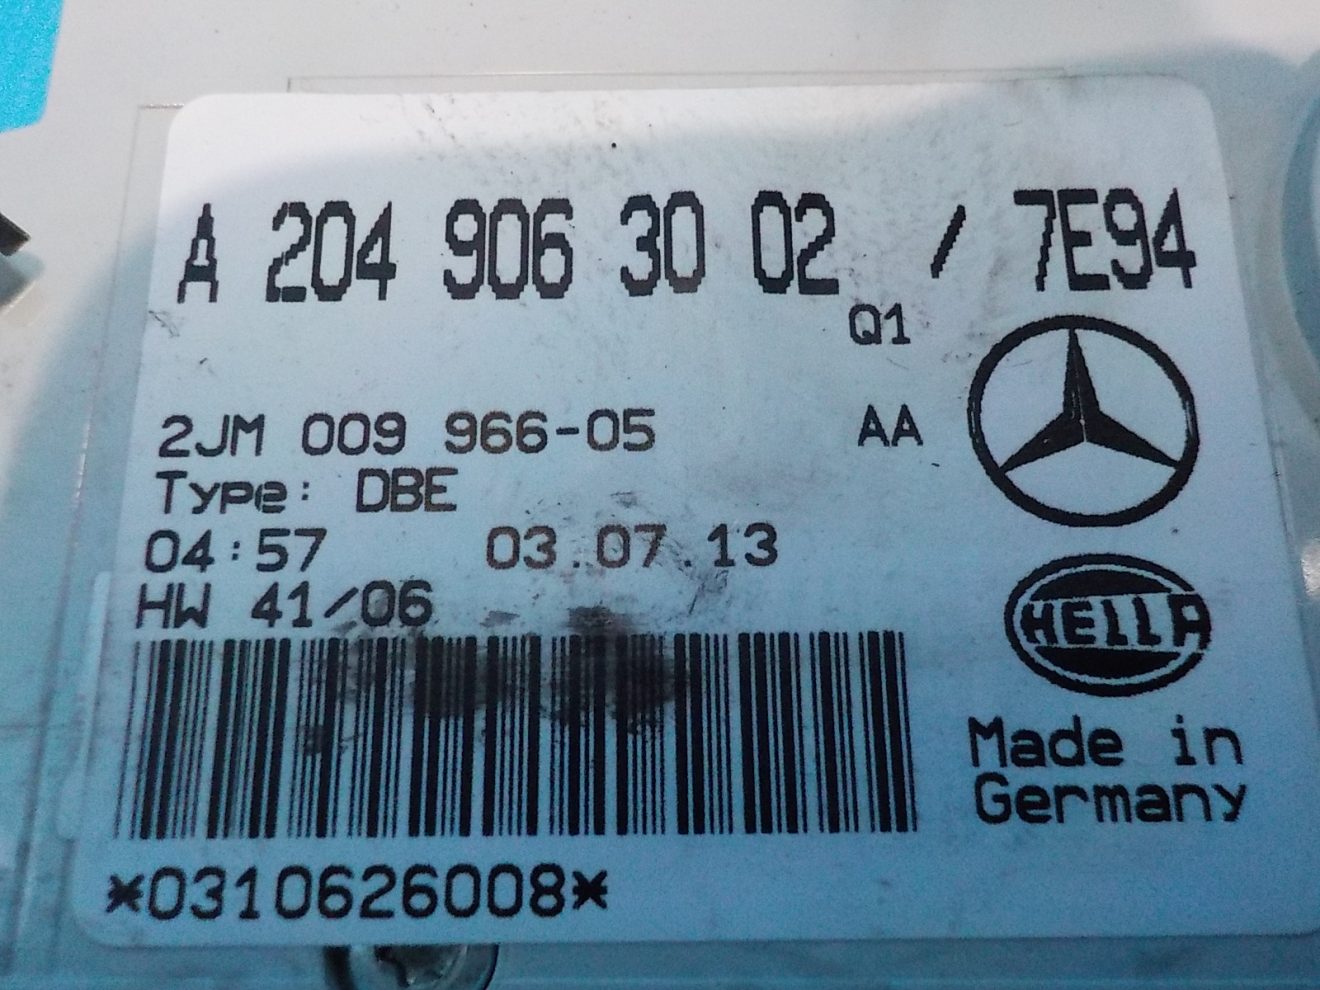 A 204 906 30 02 / 7E94
Q1
2JM 009 966-05 AA
Type: DBE
04:57 03.07.13
HW 41/06
HELLA
Made in
Germany
*0310626008*